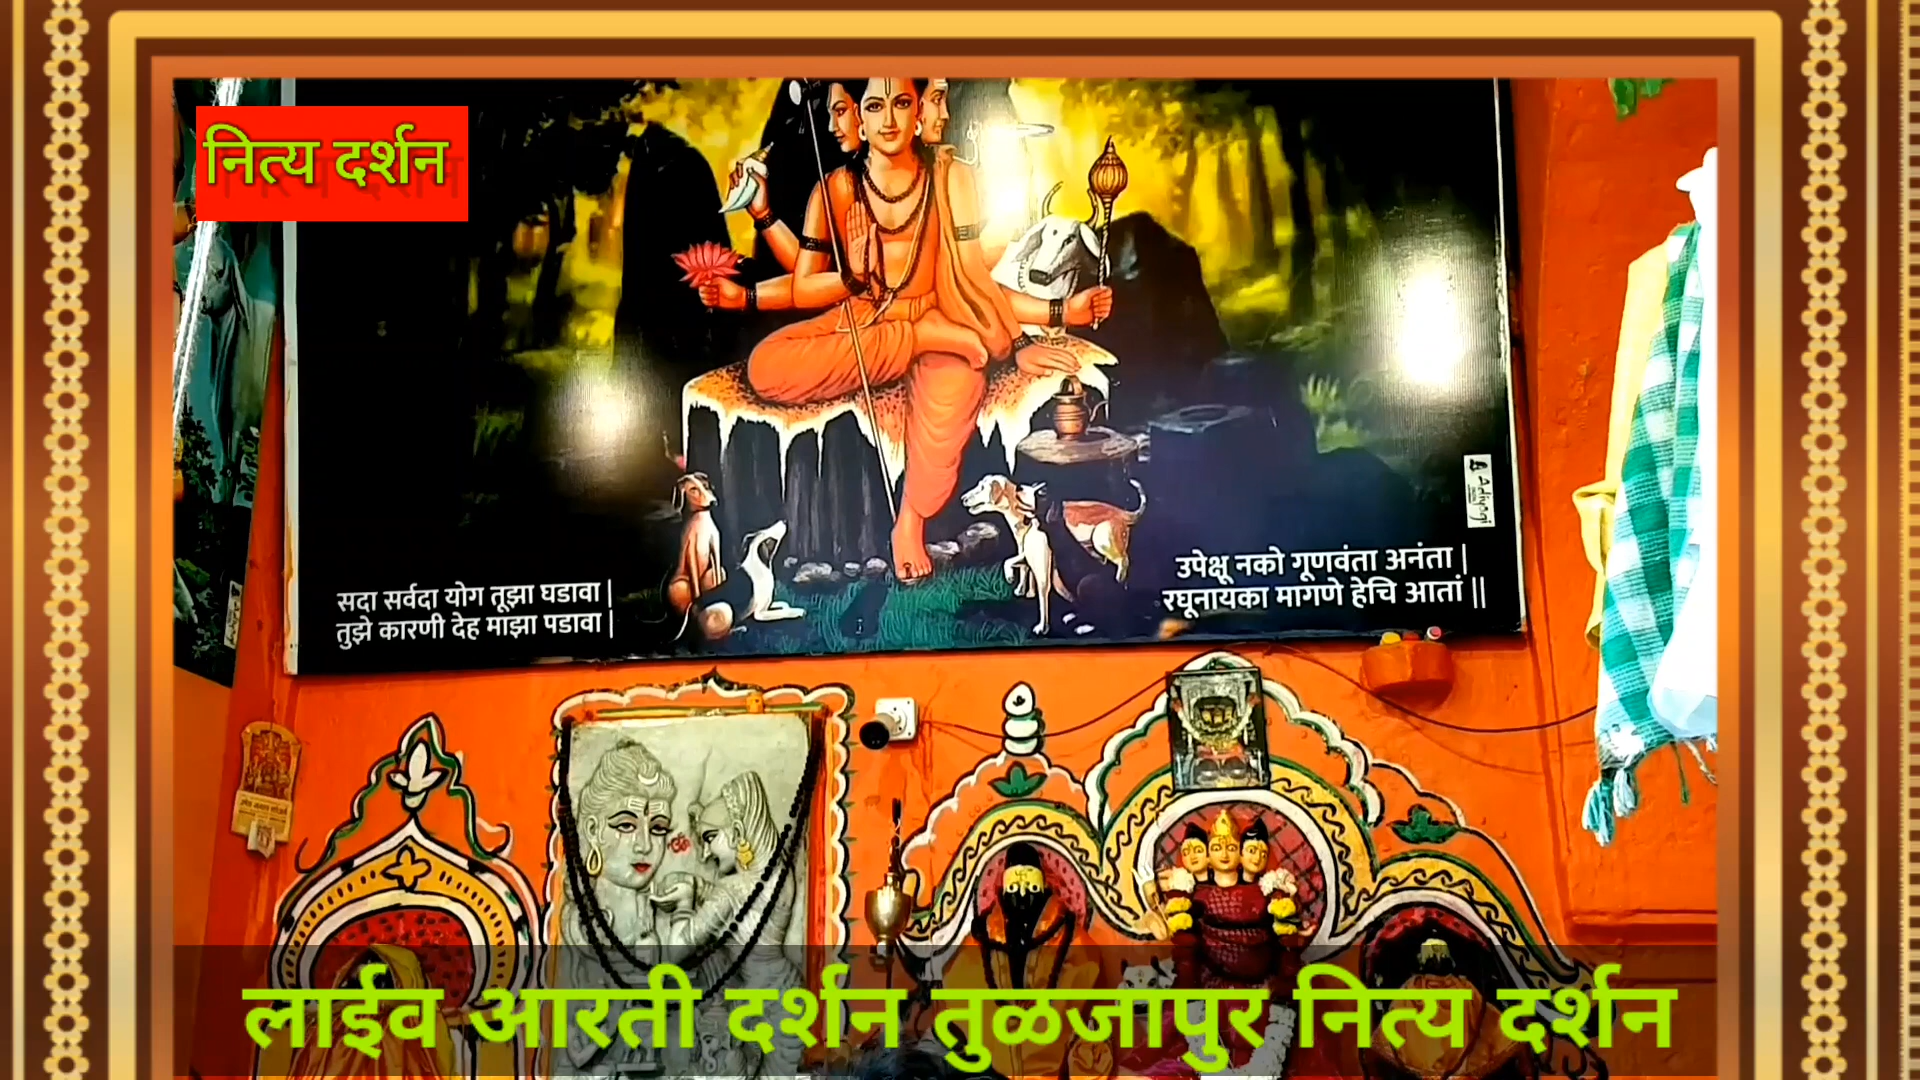 नित्य दर्शन
Adiyogi
सदा सर्वदा योग तूझा घडावा |
तुझे कारणी देह माझा पडावा |
उपेक्षू नको गूणवंता अनंता |
रघूनायका मागणे हेचि आतां ||
लाईव आरती दर्शन तुळजापुर नित्य दर्शन